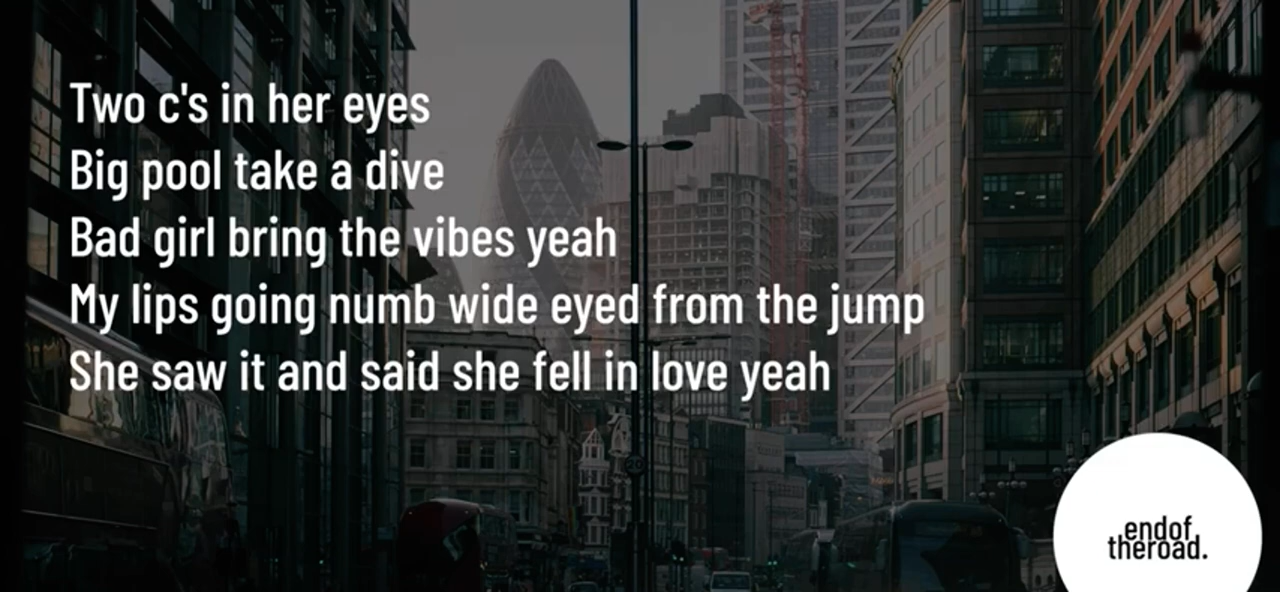 Two c's in her eyes
Big pool take a dive
Bad girl bring the vibes yeah
My lips going numb wide eyed from the jump
She saw it and said she fell in love yeah
endof
theroad.
20